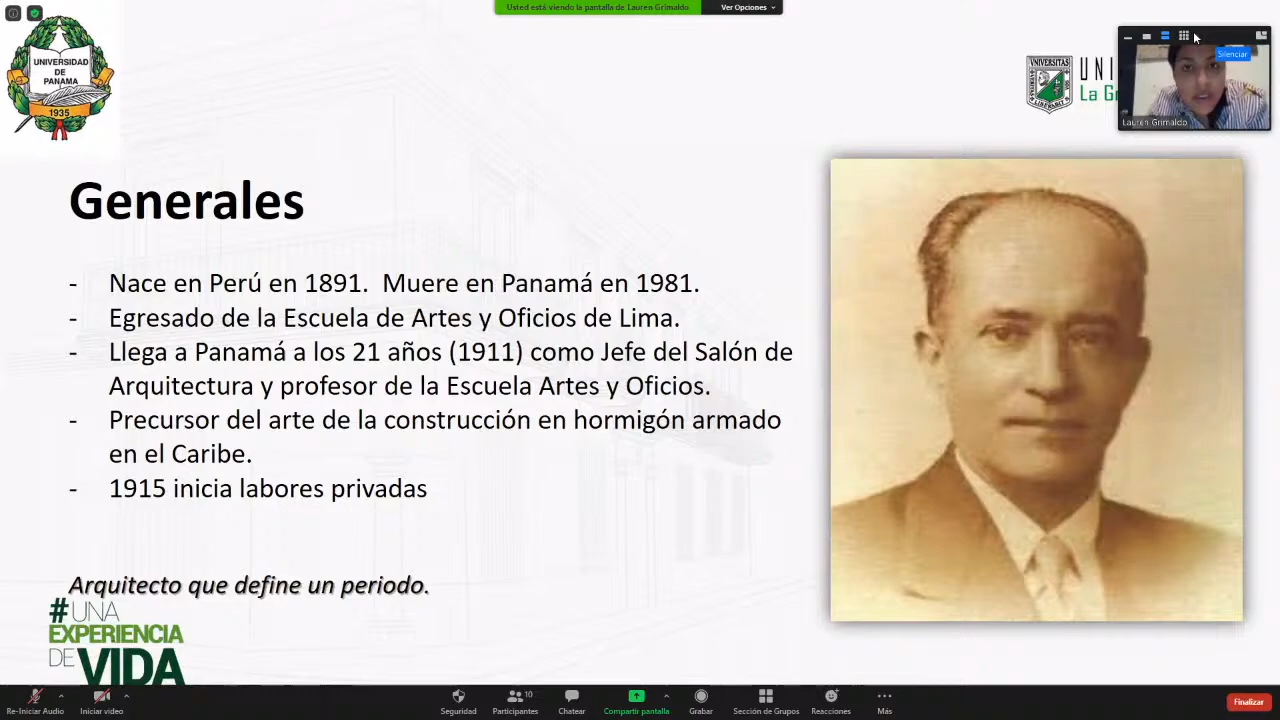 Usted está viendo la pantalla de Lauren Grimaldo
Ver Opciones
UNIVERSIDAD
DE
PANAMA
1935
UNIVERSITAS
UNI
La Gr
Silenciar
Lauren Grimaldo
Generales
- Nace en Perú en 1891. Muere en Panamá en 1981.
- Egresado de la Escuela de Artes y Oficios de Lima.
- Llega a Panamá a los 21 años (1911) como Jefe del Salón de
Arquitectura y profesor de la Escuela Artes y Oficios.
- Precursor del arte de la construcción en hormigón armado
en el Caribe.
- 1915 inicia labores privadas
Arquitecto que define un periodo.
#UNA
EXPERIENCIA
DE VIDA
Re-Iniciar Audio
Iniciar video
Seguridad
Participantes
10
Chatear
Compartir pantalla
Grabar
Sección de Grupos
Reacciones
Más
Finalizar